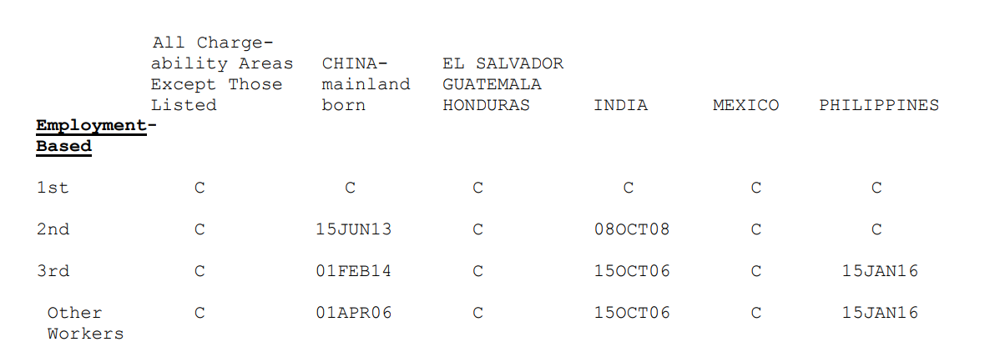 All Charge-
ability Areas CHINA- EL SALVADOR
Except Those mainland GUATEMALA
Listed born HONDURAS INDIA MEXICO PHILIPPINES
Employment-
Based
1st C C C C C C
2nd C 15JUN13 C 08OCT08 C C
3rd C 01FEB14 C 15OCT06 C 15JAN16
Other C 01APR06 C 15OCT06 C 15JAN16
Workers